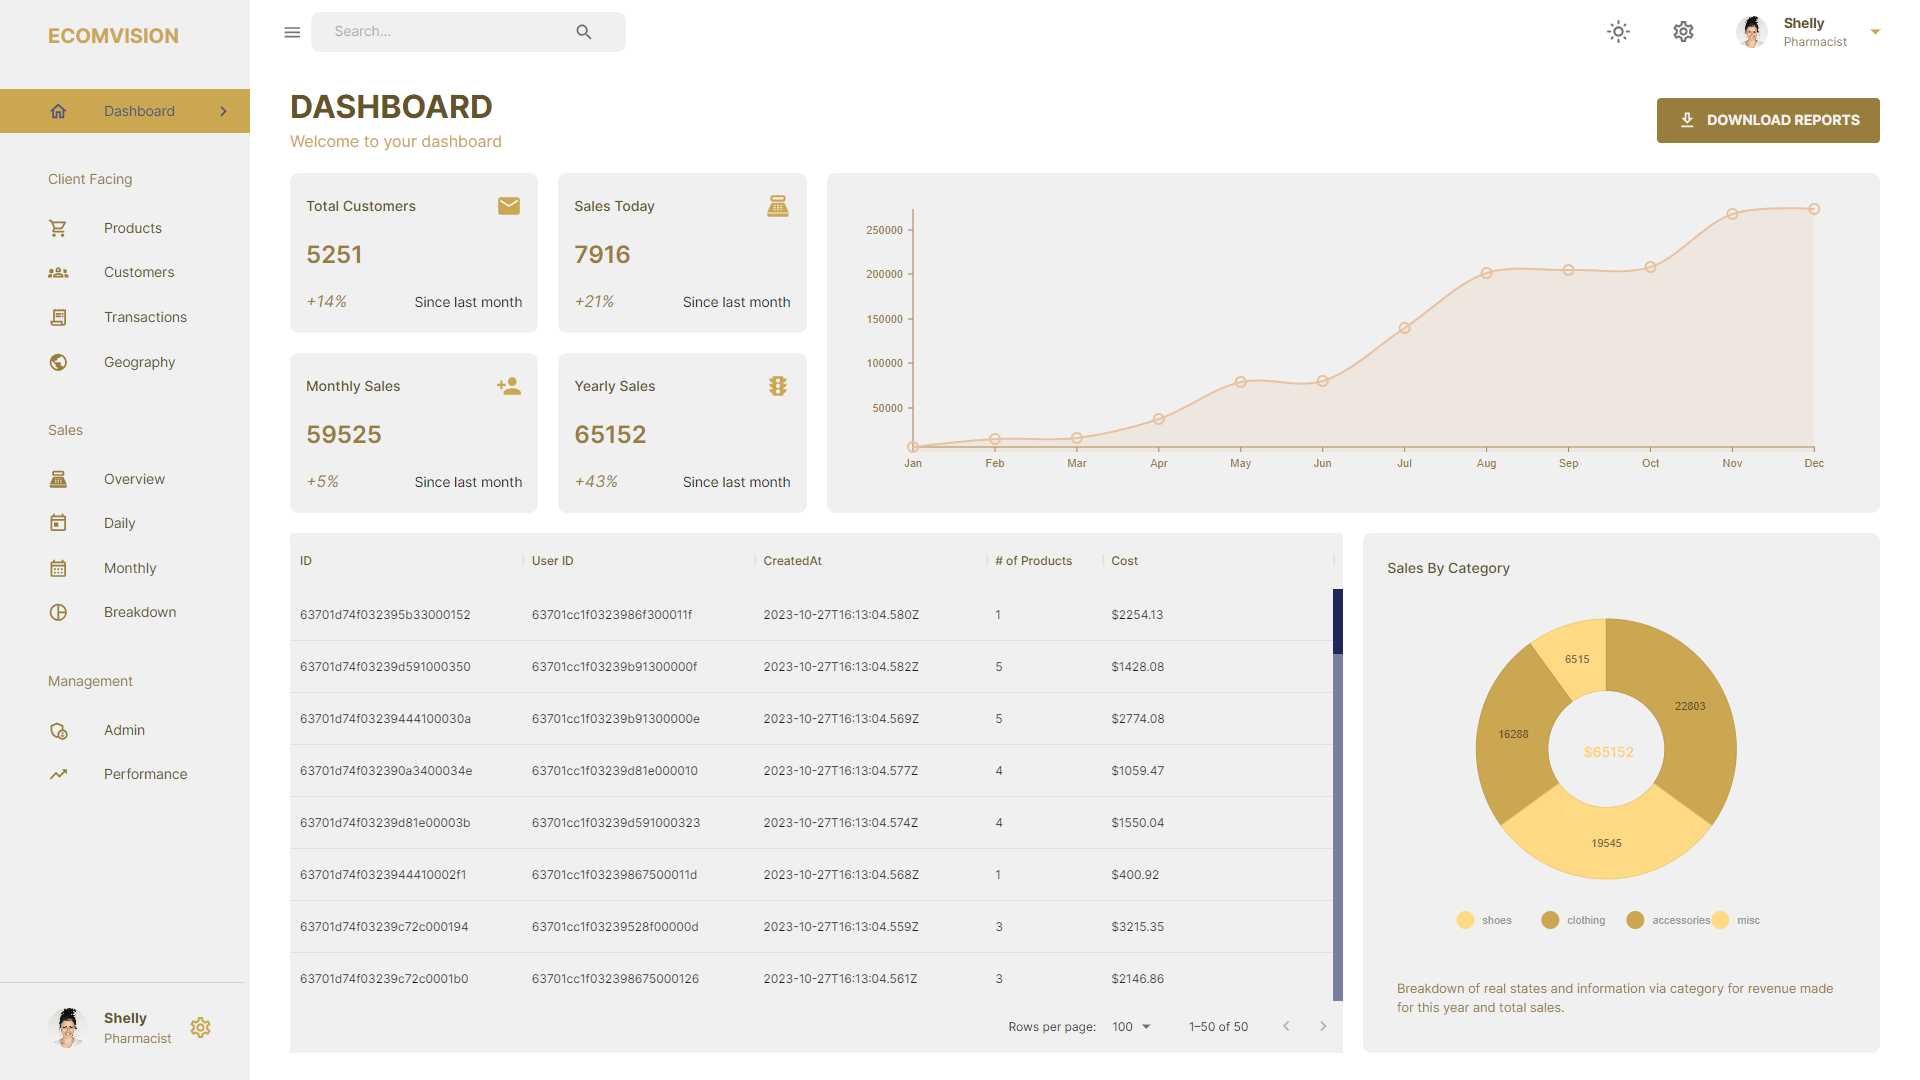 ECOMVISION
Search...
Shelly
Pharmacist
Dashboard
Client Facing
Products
Customers
Transactions
Geography
Sales
Overview
Daily
Monthly
Breakdown
Management
Admin
Performance
Shelly
Pharmacist
DASHBOARD
Welcome to your dashboard
DOWNLOAD REPORTS
Total Customers
5251
+14% Since last month
Sales Today
7916
+21% Since last month
Monthly Sales
59525
+5% Since last month
Yearly Sales
65152
+43% Since last month
250000
200000
150000
100000
50000
Jan Feb Mar Apr May Jun Jul Aug Sep Oct Nov Dec
ID User ID CreatedAt # of Products Cost
63701d74f032395b33000152 63701cc1f0323986f300011f 2023-10-27T16:13:04.580Z 1 $2254.13
63701d74f03239d591000350 63701cc1f03239b91300000f 2023-10-27T16:13:04.582Z 5 $1428.08
63701d74f03239444100030a 63701cc1f03239b91300000e 2023-10-27T16:13:04.569Z 5 $2774.08
63701d74f032390a3400034e 63701cc1f03239d81e000010 2023-10-27T16:13:04.577Z 4 $1059.47
63701d74f03239d81e00003b 63701cc1f03239d591000323 2023-10-27T16:13:04.574Z 4 $1550.04
63701d74f0323944410002f1 63701cc1f03239867500011d 2023-10-27T16:13:04.568Z 1 $400.92
63701d74f03239c72c000194 63701cc1f03239528f00000d 2023-10-27T16:13:04.559Z 3 $3215.35
63701d74f03239c72c0001b0 63701cc1f032398675000126 2023-10-27T16:13:04.561Z 3 $2146.86
Rows per page: 100 1–50 of 50
Sales By Category
6515
22803
16288
$65152
19545
shoes clothing accessories misc
Breakdown of real states and information via category for revenue made
for this year and total sales.